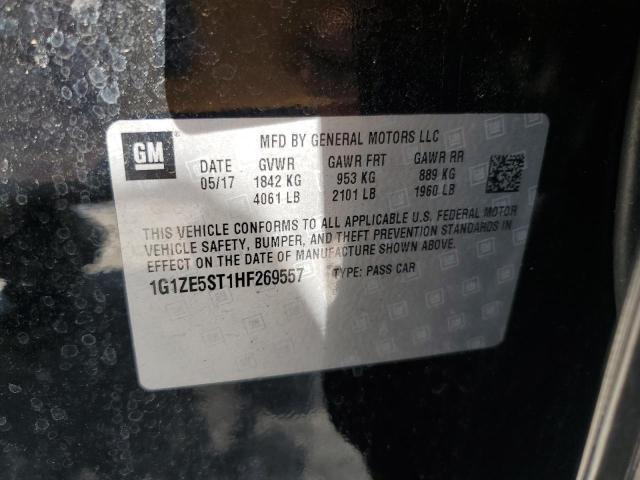 GM
MFD BY GENERAL MOTORS LLC
DATE GVWR GAWR FRT GAWR RR
05/17 1842 KG 953 KG 889 KG
4061 LB 2101 LB 1960 LB
THIS VEHICLE CONFORMS TO ALL APPLICABLE U.S. FEDERAL MOTOR
VEHICLE SAFETY, BUMPER, AND THEFT PREVENTION STANDARDS IN
EFFECT ON THE DATE OF MANUFACTURE SHOWN ABOVE.
1G1ZE5ST1HF269557 TYPE: PASS CAR